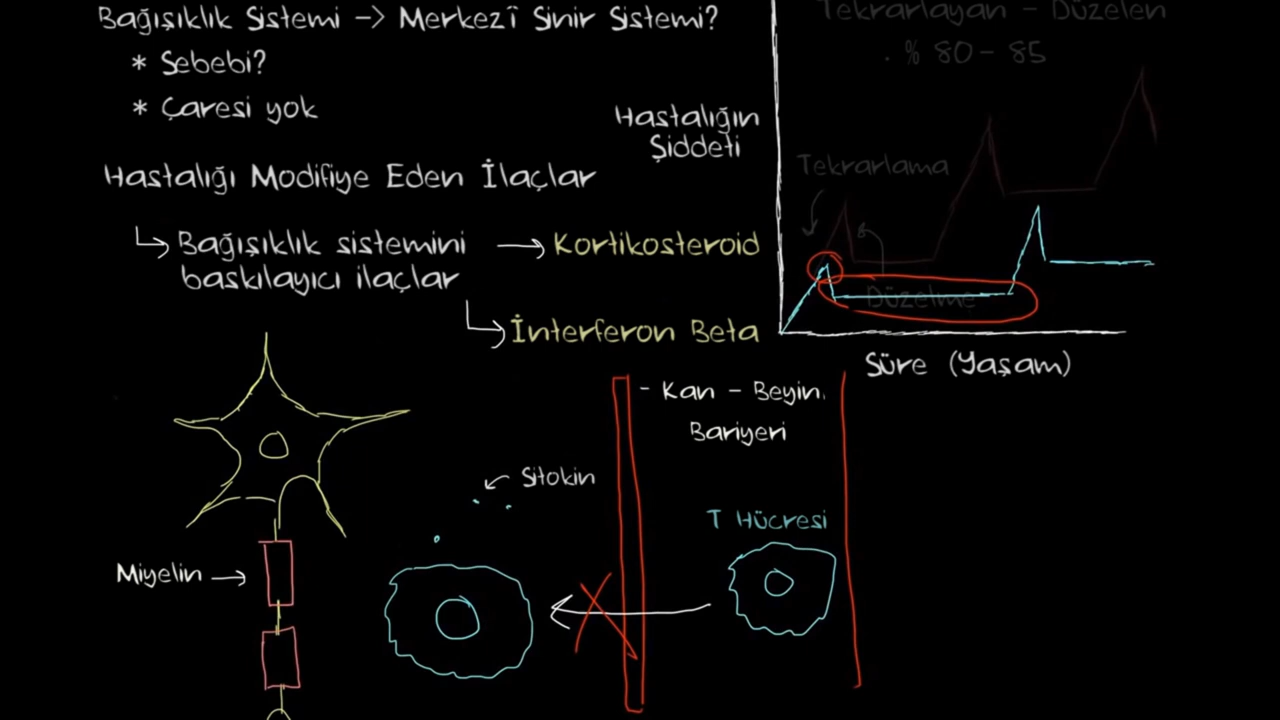 Bağışıklık Sistemi -> Merkezî Sinir Sistemi?
* Sebebi?
* Çaresi yok
Hastalığı Modifiye Eden İlaçlar
Bağışıklık sistemini
baskılayıcı ilaçlar
Kortikosteroid
İnterferon Beta
Tekrarlayan - Düzelen
% 80 - 85
Hastalığın
Şiddeti
Tekrarlama
Düzelme
Süre (Yaşam)
- Kan - Beyin
Bariyeri
Sitokin
T Hücresi
Miyelin